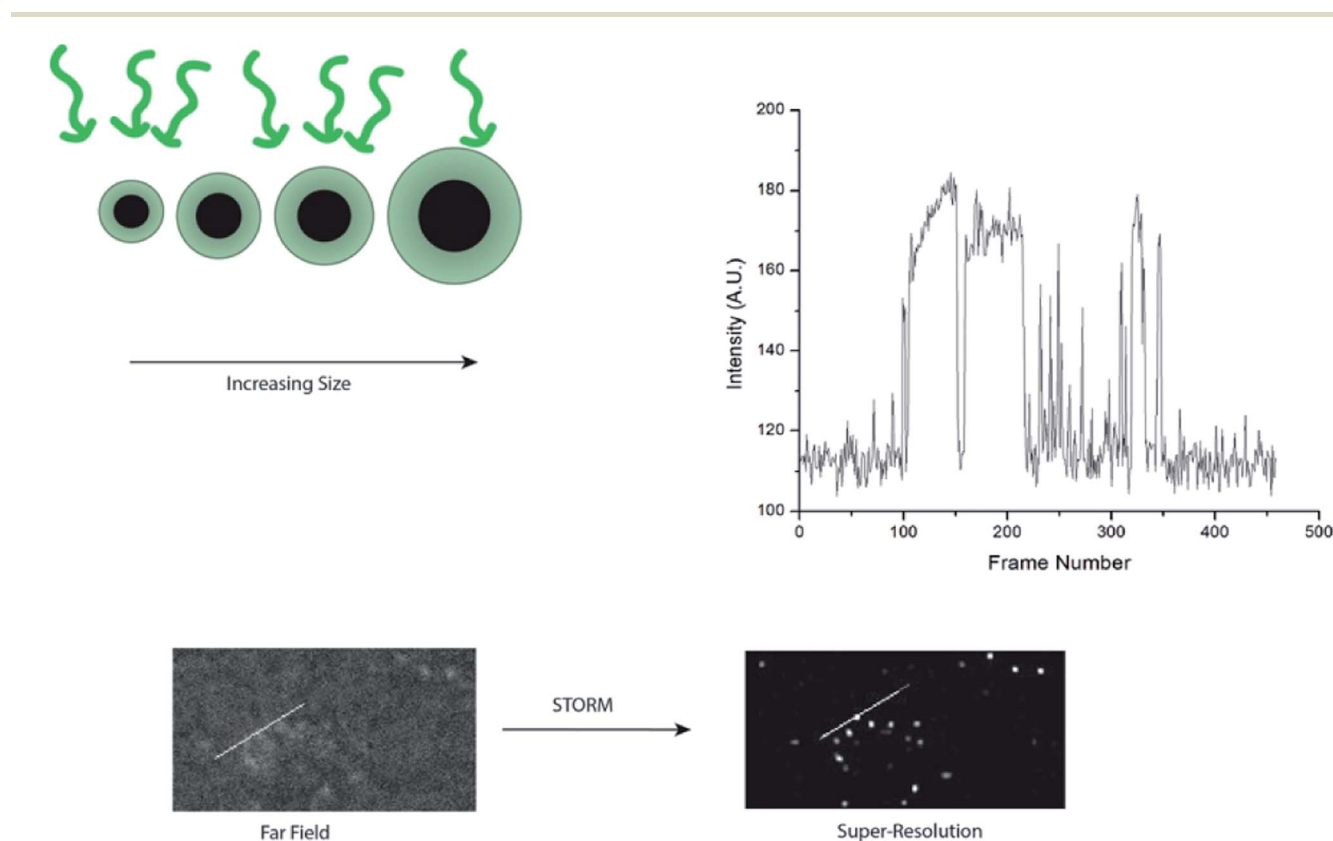 Increasing Size
200
180
160
140
120
100
Intensity (A.U.)
0
100
200
300
400
500
Frame Number
STORM
Far Field
Super-Resolution